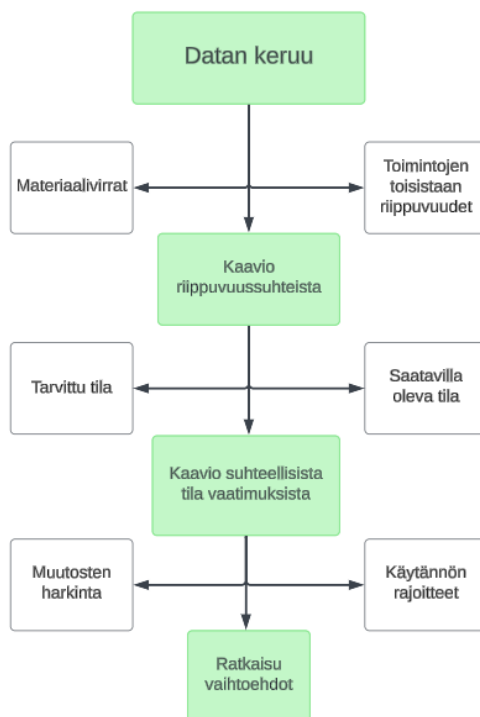 Datan keruu
Materiaalivirrat
Toimintojen
toisistaan
riippuvuudet
Kaavio
riippuvuussuhteista
Tarvittu tila
Saatavilla
oleva tila
Kaavio suhteellisista
tila vaatimuksista
Muutosten
harkinta
Käytännön
rajoitteet
Ratkaisu
vaihtoehdot